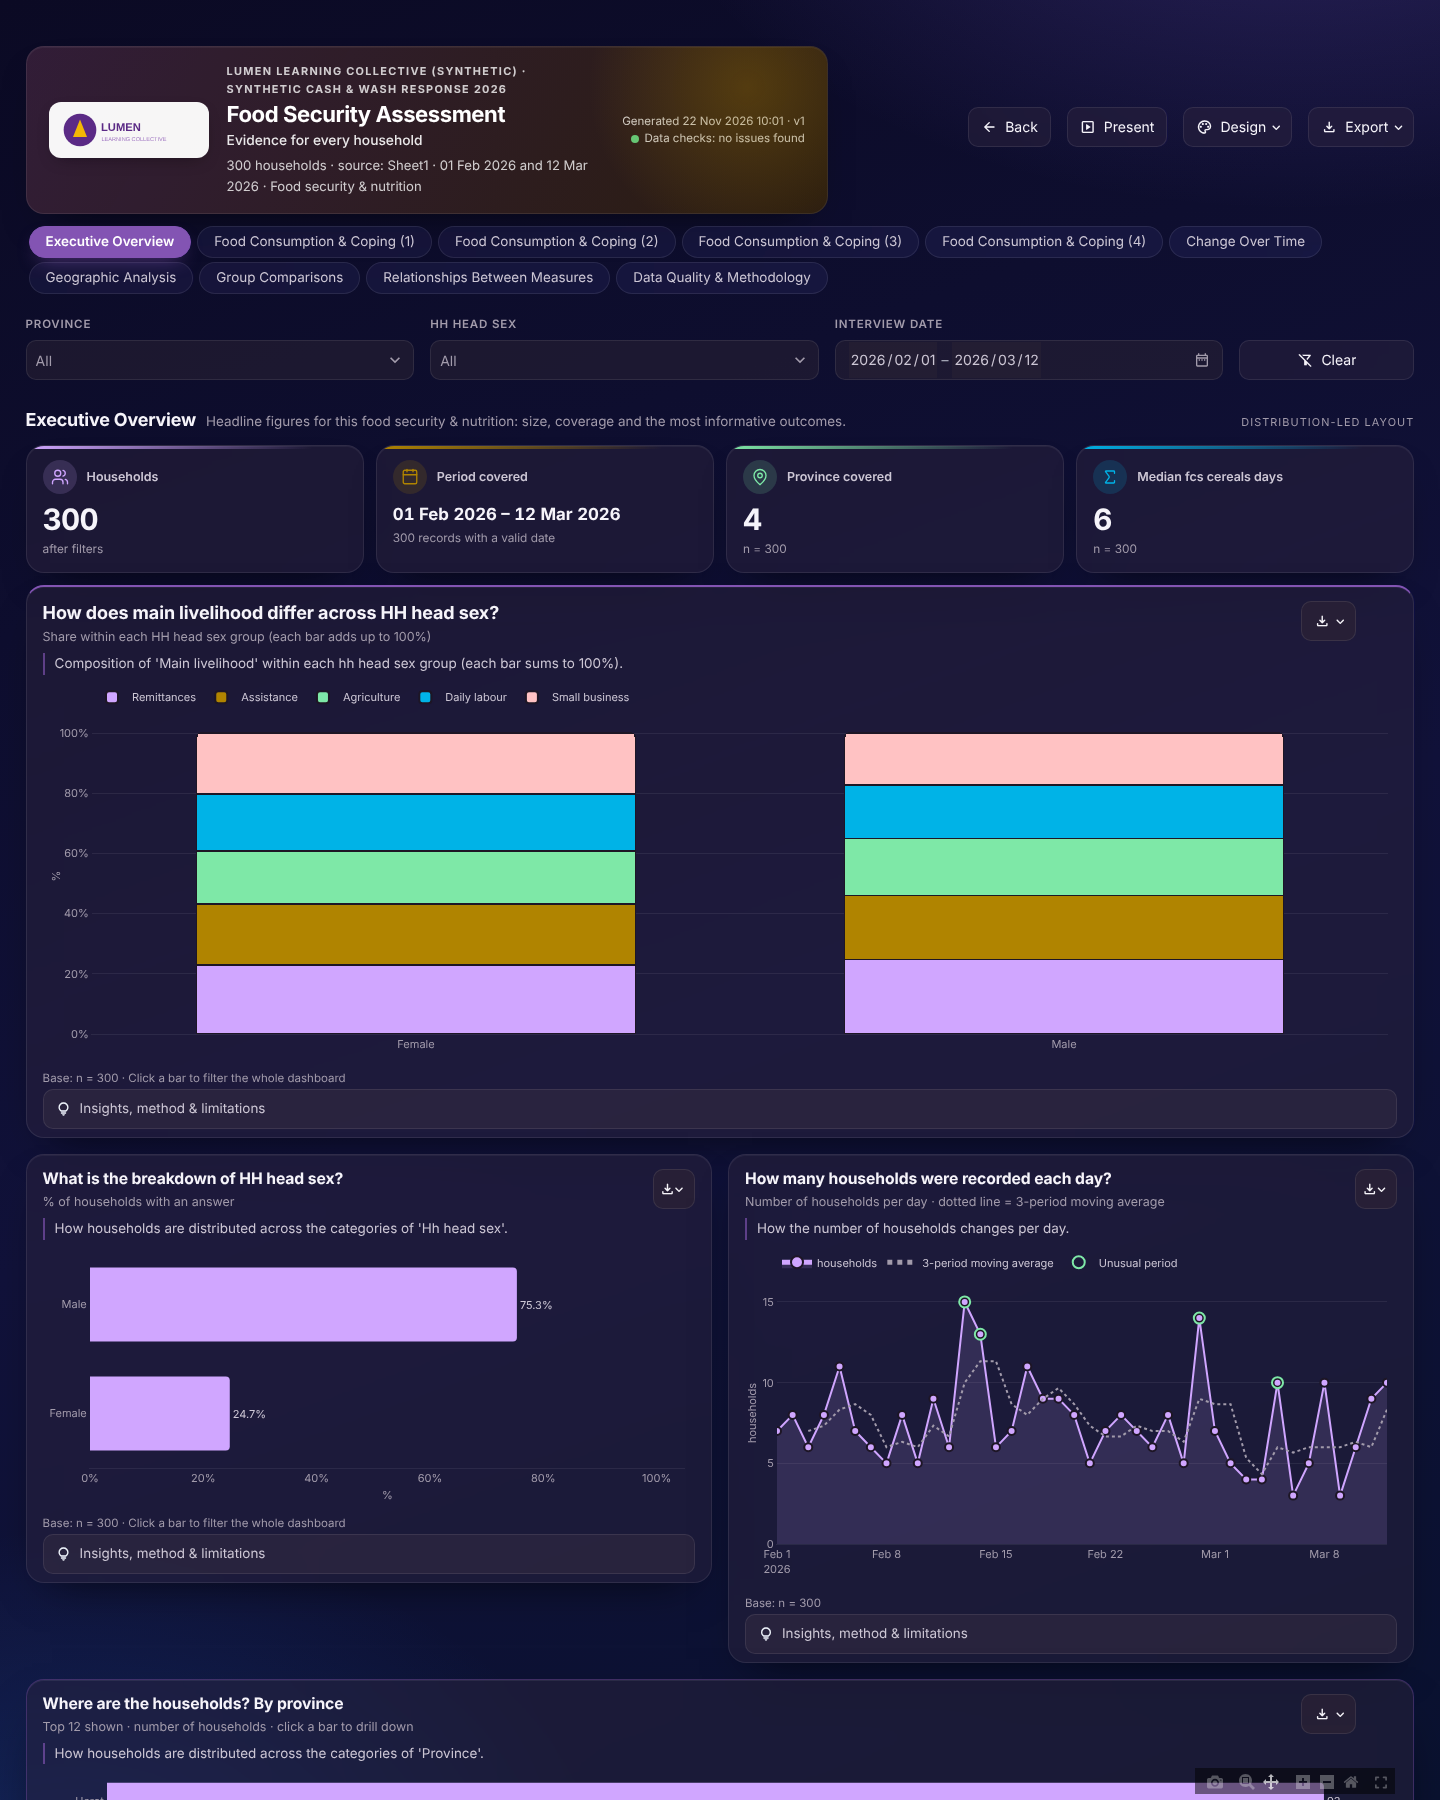 LUMEN
LEARNING COLLECTIVE
LUMEN LEARNING COLLECTIVE (SYNTHETIC) ·
SYNTHETIC CASH & WASH RESPONSE 2026
Food Security Assessment
Evidence for every household
300 households · source: Sheet1 · 01 Feb 2026 and 12 Mar
2026 · Food security & nutrition
Generated 22 Nov 2026 10:01 · v1
Data checks: no issues found
Back
Present
Design
Export
Executive Overview
Food Consumption & Coping (1)
Food Consumption & Coping (2)
Food Consumption & Coping (3)
Food Consumption & Coping (4)
Change Over Time
Geographic Analysis
Group Comparisons
Relationships Between Measures
Data Quality & Methodology
PROVINCE
HH HEAD SEX
INTERVIEW DATE
All
All
2026/02/01 – 2026/03/12
Clear
Executive Overview Headline figures for this food security & nutrition: size, coverage and the most informative outcomes.
DISTRIBUTION-LED LAYOUT
Households
300
after filters
Period covered
01 Feb 2026 – 12 Mar 2026
300 records with a valid date
Province covered
4
n = 300
Median fcs cereals days
6
n = 300
How does main livelihood differ across HH head sex?
Share within each HH head sex group (each bar adds up to 100%)
Composition of 'Main livelihood' within each hh head sex group (each bar sums to 100%).
Remittances
Assistance
Agriculture
Daily labour
Small business
100%
80%
60%
40%
20%
0%
%
Female
Male
Base: n = 300 · Click a bar to filter the whole dashboard
Insights, method & limitations
What is the breakdown of HH head sex?
% of households with an answer
How households are distributed across the categories of 'Hh head sex'.
Male
75.3%
Female
24.7%
0%
20%
40%
60%
80%
100%
%
Base: n = 300 · Click a bar to filter the whole dashboard
Insights, method & limitations
How many households were recorded each day?
Number of households per day · dotted line = 3-period moving average
How the number of households changes per day.
households
3-period moving average
Unusual period
15
10
5
0
households
Feb 1
2026
Feb 8
Feb 15
Feb 22
Mar 1
Mar 8
Base: n = 300
Insights, method & limitations
Where are the households? By province
Top 12 shown · number of households · click a bar to drill down
How households are distributed across the categories of 'Province'.